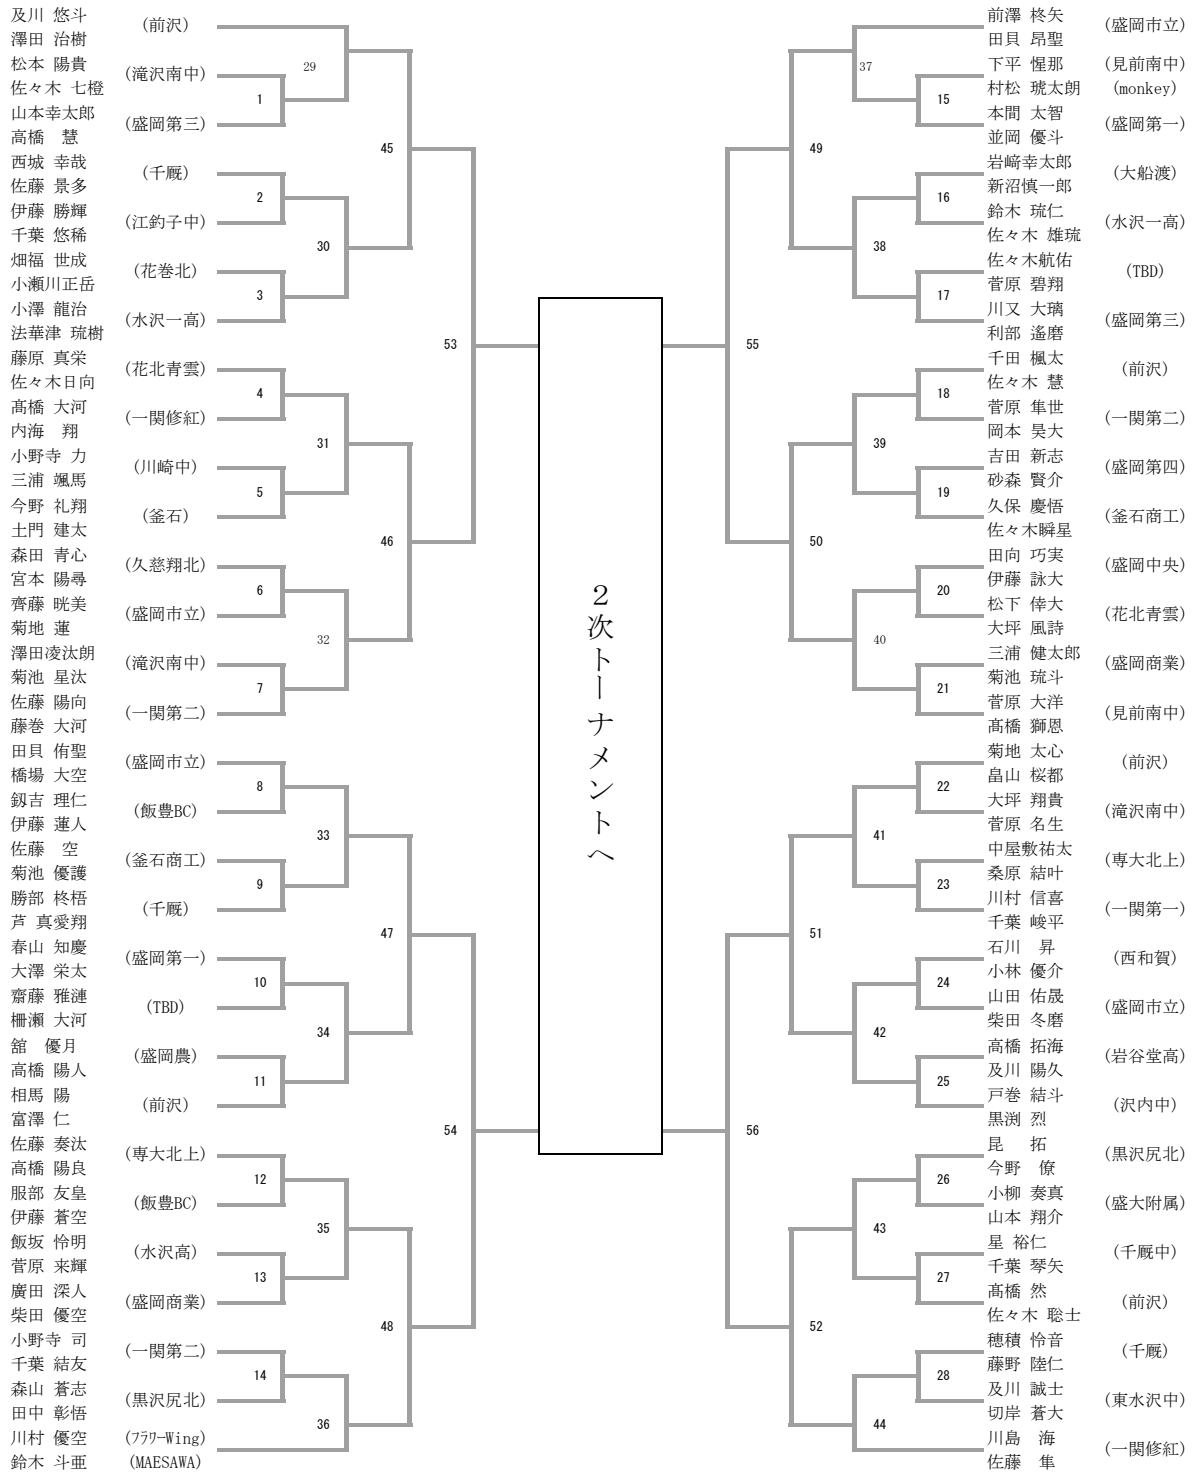 及川 悠斗
澤田 治樹
(前沢)
松本 陽貴
佐々木 七橙
(滝沢南中)
山本幸太郎
高橋 慧
(盛岡第三)
西城 幸哉
佐藤 景多
(千厩)
伊藤 勝輝
千葉 悠稀
(江釣子中)
畑福 世成
小瀬川正岳
(花巻北)
小澤 龍治
法華津 琉樹
(水沢一高)
藤原 真栄
佐々木日向
(花北青雲)
髙橋 大河
内海 翔
(一関修紅)
小野寺 力
三浦 颯馬
(川崎中)
今野 礼翔
土門 建太
(釜石)
森田 青心
宮本 陽尋
(久慈翔北)
齊藤 晄美
菊地 蓮
(盛岡市立)
澤田凌汰朗
菊池 星汰
(滝沢南中)
佐藤 陽向
藤巻 大河
(一関第二)
田貝 侑聖
橋場 大空
(盛岡市立)
釼吉 理仁
伊藤 蓮人
(飯豊BC)
佐藤 空
菊池 優護
(釜石商工)
勝部 柊梧
芦 真愛翔
(千厩)
春山 知慶
大澤 栄太
(盛岡第一)
齋藤 雅漣
柵瀬 大河
(TBD)
舘 優月
高橋 陽人
(盛岡農)
相馬 陽
富澤 仁
(前沢)
佐藤 奏汰
高橋 陽良
(専大北上)
服部 友皇
伊藤 蒼空
(飯豊BC)
飯坂 怜明
菅原 来輝
(水沢高)
廣田 深人
柴田 優空
(盛岡商業)
小野寺 司
千葉 結友
(一関第二)
森山 蒼志
田中 彰悟
(黒沢尻北)
川村 優空
(フラワーWing)
鈴木 斗亜
(MAESAWA)
29
1
45
2
30
3
53
4
31
5
46
6
32
7
8
33
9
47
10
34
11
54
12
35
13
48
14
36
2次トーナメントへ
37
15
49
16
38
17
55
18
39
19
50
20
40
21
22
41
23
51
24
42
25
56
26
43
27
52
28
44
前澤 柊矢
田貝 昂聖
(盛岡市立)
下平 惺那
(見前南中)
村松 琥太朗
(monkey)
本間 太智
並岡 優斗
(盛岡第一)
岩﨑幸太郎
新沼慎一郎
(大船渡)
鈴木 琉仁
佐々木 雄琉
(水沢一高)
佐々木航佑
菅原 碧翔
(TBD)
川又 大璃
利部 遙磨
(盛岡第三)
千田 楓太
佐々木 慧
(前沢)
菅原 隼世
岡本 昊大
(一関第二)
吉田 新志
砂森 賢介
(盛岡第四)
久保 慶悟
佐々木瞬星
(釜石商工)
田向 巧実
伊藤 詠大
(盛岡中央)
松下 倖大
大坪 風詩
(花北青雲)
三浦 健太郎
菊池 琉斗
(盛岡商業)
菅原 大洋
髙橋 獅恩
(見前南中)
菊地 太心
畠山 桜都
(前沢)
大坪 翔貴
菅原 名生
(滝沢南中)
中屋敷祐太
桑原 結叶
(専大北上)
川村 信喜
千葉 峻平
(一関第一)
石川 昇
小林 優介
(西和賀)
山田 佑晟
柴田 冬磨
(盛岡市立)
高橋 拓海
及川 陽久
(岩谷堂高)
戸巻 結斗
黒渕 烈
(沢内中)
昆 拓
今野 僚
(黒沢尻北)
小柳 奏真
山本 翔介
(盛大附属)
星 裕仁
千葉 琴矢
(千厩中)
髙橋 然
佐々木 聡士
(前沢)
穂積 怜音
藤野 陸仁
(千厩)
及川 誠士
切岸 蒼大
(東水沢中)
川島 海
佐藤 隼
(一関修紅)